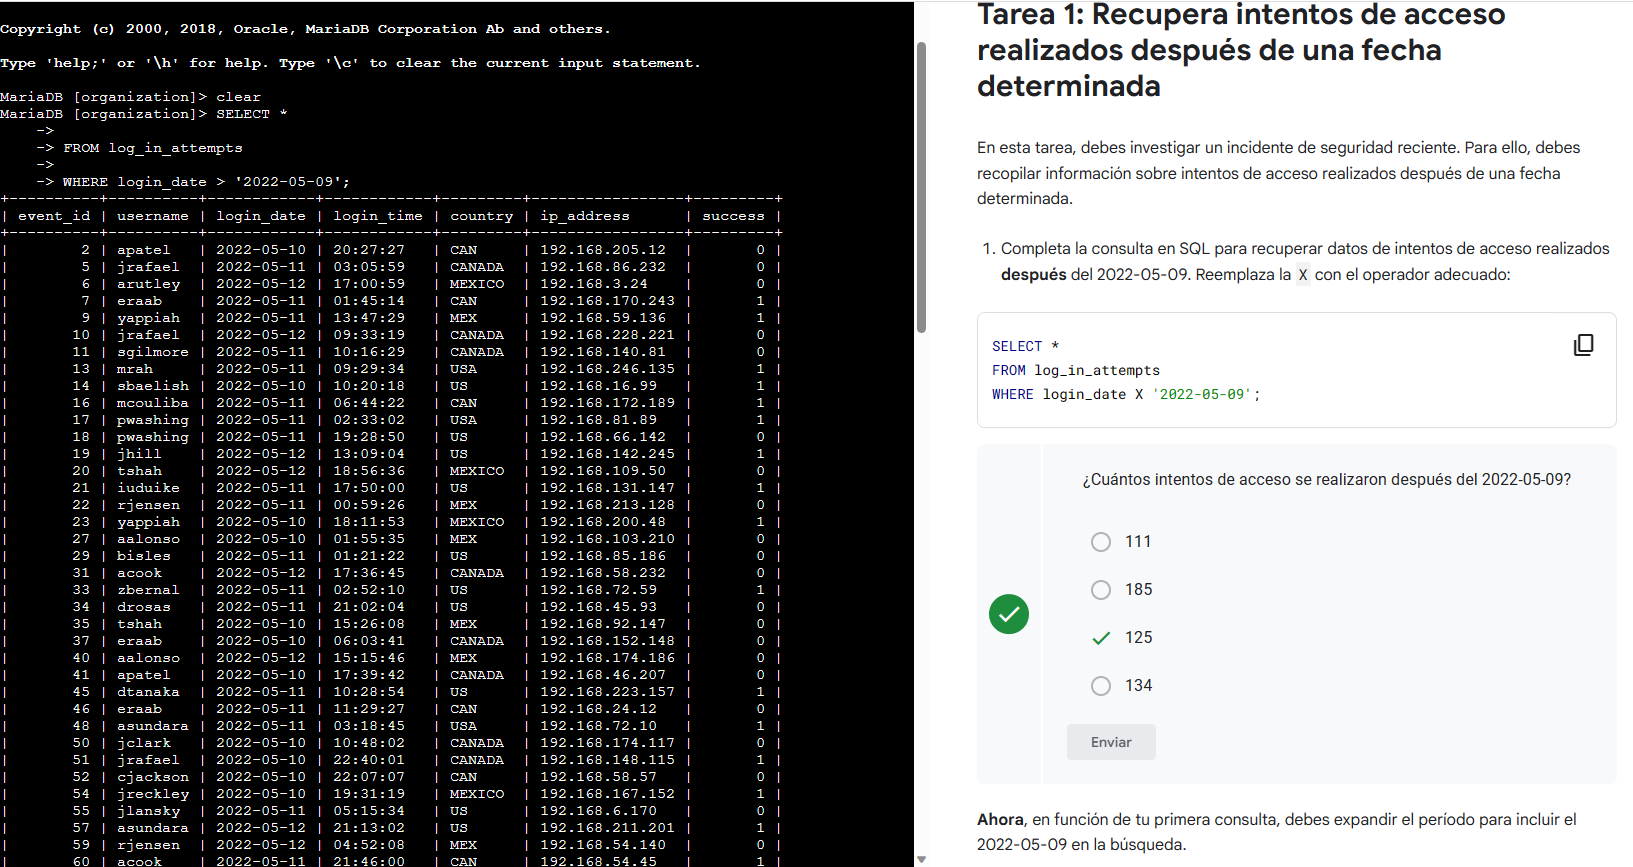 Copyright (c) 2000, 2018, Oracle, MariaDB Corporation Ab and others.
Type 'help;' or '\h' for help. Type '\c' to clear the current input statement.
MariaDB [organization]> clear
MariaDB [organization]> SELECT *
    ->
    -> FROM log_in_attempts
    ->
    -> WHERE login_date > '2022-05-09';
+----------+----------+------------+------------+---------+-----------------+---------+
| event_id | username | login_date | login_time | country | ip_address      | success |
+----------+----------+------------+------------+---------+-----------------+---------+
|        2 | apatel   | 2022-05-10 | 20:27:27   | CAN     | 192.168.205.12  |       0 |
|        5 | jrafael  | 2022-05-11 | 03:05:59   | CANADA  | 192.168.86.232  |       0 |
|        6 | arutley  | 2022-05-12 | 17:00:59   | MEXICO  | 192.168.3.24    |       0 |
|        7 | eraab    | 2022-05-11 | 01:45:14   | CAN     | 192.168.170.243 |       1 |
|        9 | yappiah  | 2022-05-11 | 13:47:29   | MEX     | 192.168.59.136  |       1 |
|       10 | jrafael  | 2022-05-12 | 09:33:19   | CANADA  | 192.168.228.221 |       0 |
|       11 | sgilmore | 2022-05-11 | 10:16:29   | CANADA  | 192.168.140.81  |       0 |
|       13 | mrah     | 2022-05-11 | 09:29:34   | USA     | 192.168.246.135 |       1 |
|       14 | sbaelish | 2022-05-10 | 10:20:18   | US      | 192.168.16.99   |       1 |
|       16 | mcouliba | 2022-05-11 | 06:44:22   | CAN     | 192.168.172.189 |       1 |
|       17 | pwashing | 2022-05-11 | 02:33:02   | USA     | 192.168.81.89   |       1 |
|       18 | pwashing | 2022-05-11 | 19:28:50   | US      | 192.168.66.142  |       0 |
|       19 | jhill    | 2022-05-12 | 13:09:04   | US      | 192.168.142.245 |       1 |
|       20 | tshah    | 2022-05-12 | 18:56:36   | MEXICO  | 192.168.109.50  |       0 |
|       21 | iuduike  | 2022-05-11 | 17:50:00   | US      | 192.168.131.147 |       1 |
|       22 | rjensen  | 2022-05-11 | 00:59:26   | MEX     | 192.168.213.128 |       0 |
|       23 | yappiah  | 2022-05-10 | 18:11:53   | MEXICO  | 192.168.200.48  |       1 |
|       27 | aalonso  | 2022-05-10 | 01:55:35   | MEX     | 192.168.103.210 |       0 |
|       29 | bisles   | 2022-05-11 | 01:21:22   | US      | 192.168.85.186  |       0 |
|       31 | acook    | 2022-05-12 | 17:36:45   | CANADA  | 192.168.58.232  |       0 |
|       33 | zbernal  | 2022-05-11 | 02:52:10   | US      | 192.168.72.59   |       1 |
|       34 | drosas   | 2022-05-11 | 21:02:04   | US      | 192.168.45.93   |       0 |
|       35 | tshah    | 2022-05-10 | 15:26:08   | MEX     | 192.168.92.147  |       0 |
|       37 | eraab    | 2022-05-10 | 06:03:41   | CANADA  | 192.168.152.148 |       0 |
|       40 | aalonso  | 2022-05-12 | 15:15:46   | MEX     | 192.168.174.186 |       0 |
|       41 | apatel   | 2022-05-10 | 17:39:42   | CANADA  | 192.168.46.207  |       0 |
|       45 | dtanaka  | 2022-05-11 | 10:28:54   | US      | 192.168.223.157 |       1 |
|       46 | eraab    | 2022-05-11 | 11:29:27   | CAN     | 192.168.24.12   |       0 |
|       48 | asundara | 2022-05-11 | 03:18:45   | USA     | 192.168.72.10   |       1 |
|       50 | jclark   | 2022-05-10 | 10:48:02   | CANADA  | 192.168.174.117 |       0 |
|       51 | jrafael  | 2022-05-10 | 22:40:01   | CANADA  | 192.168.148.115 |       1 |
|       52 | cjackson | 2022-05-10 | 22:07:07   | CAN     | 192.168.58.57   |       0 |
|       54 | jreckley | 2022-05-10 | 19:31:19   | MEXICO  | 192.168.167.152 |       1 |
|       55 | jlansky  | 2022-05-11 | 05:15:34   | US      | 192.168.6.170   |       0 |
|       57 | asundara | 2022-05-12 | 21:13:02   | US      | 192.168.211.201 |       1 |
|       59 | rjensen  | 2022-05-12 | 04:52:08   | MEX     | 192.168.54.140  |       0 |
|       60 | acook    | 2022-05-11 | 21:46:00   | CAN     | 192.168.54.45   |       1 |
Tarea 1: Recupera intentos de acceso
realizados después de una fecha
determinada
En esta tarea, debes investigar un incidente de seguridad reciente. Para ello, debes
recopilar información sobre intentos de acceso realizados después de una fecha
determinada.
1. Completa la consulta en SQL para recuperar datos de intentos de acceso realizados
después del 2022-05-09. Reemplaza la X con el operador adecuado:
SELECT *
FROM log_in_attempts
WHERE login_date X '2022-05-09';
¿Cuántos intentos de acceso se realizaron después del 2022-05-09?
111
185
125
134
Enviar
Ahora, en función de tu primera consulta, debes expandir el período para incluir el
2022-05-09 en la búsqueda.